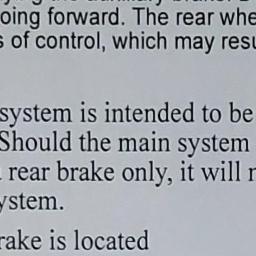 oing forward. The rear whe
s of control, which may resu
system is intended to be
Should the main system
rear brake only, it will
ystem.
rake is located